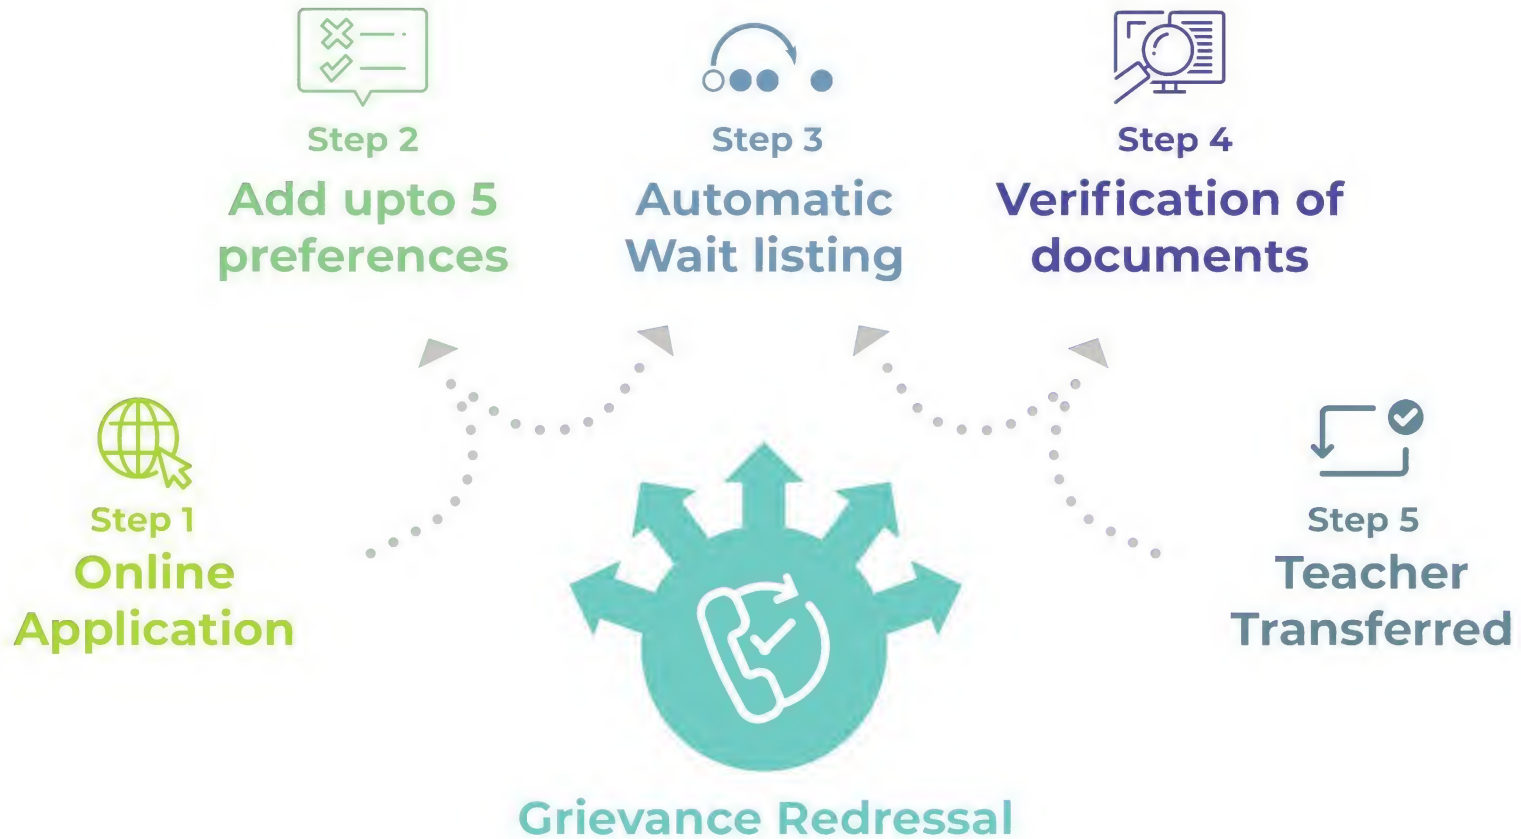 Step 1
Online
Application
Step 2
Add upto 5
preferences
Step 3
Automatic
Wait listing
Step 4
Verification of
documents
Step 5
Teacher
Transferred
Grievance Redressal